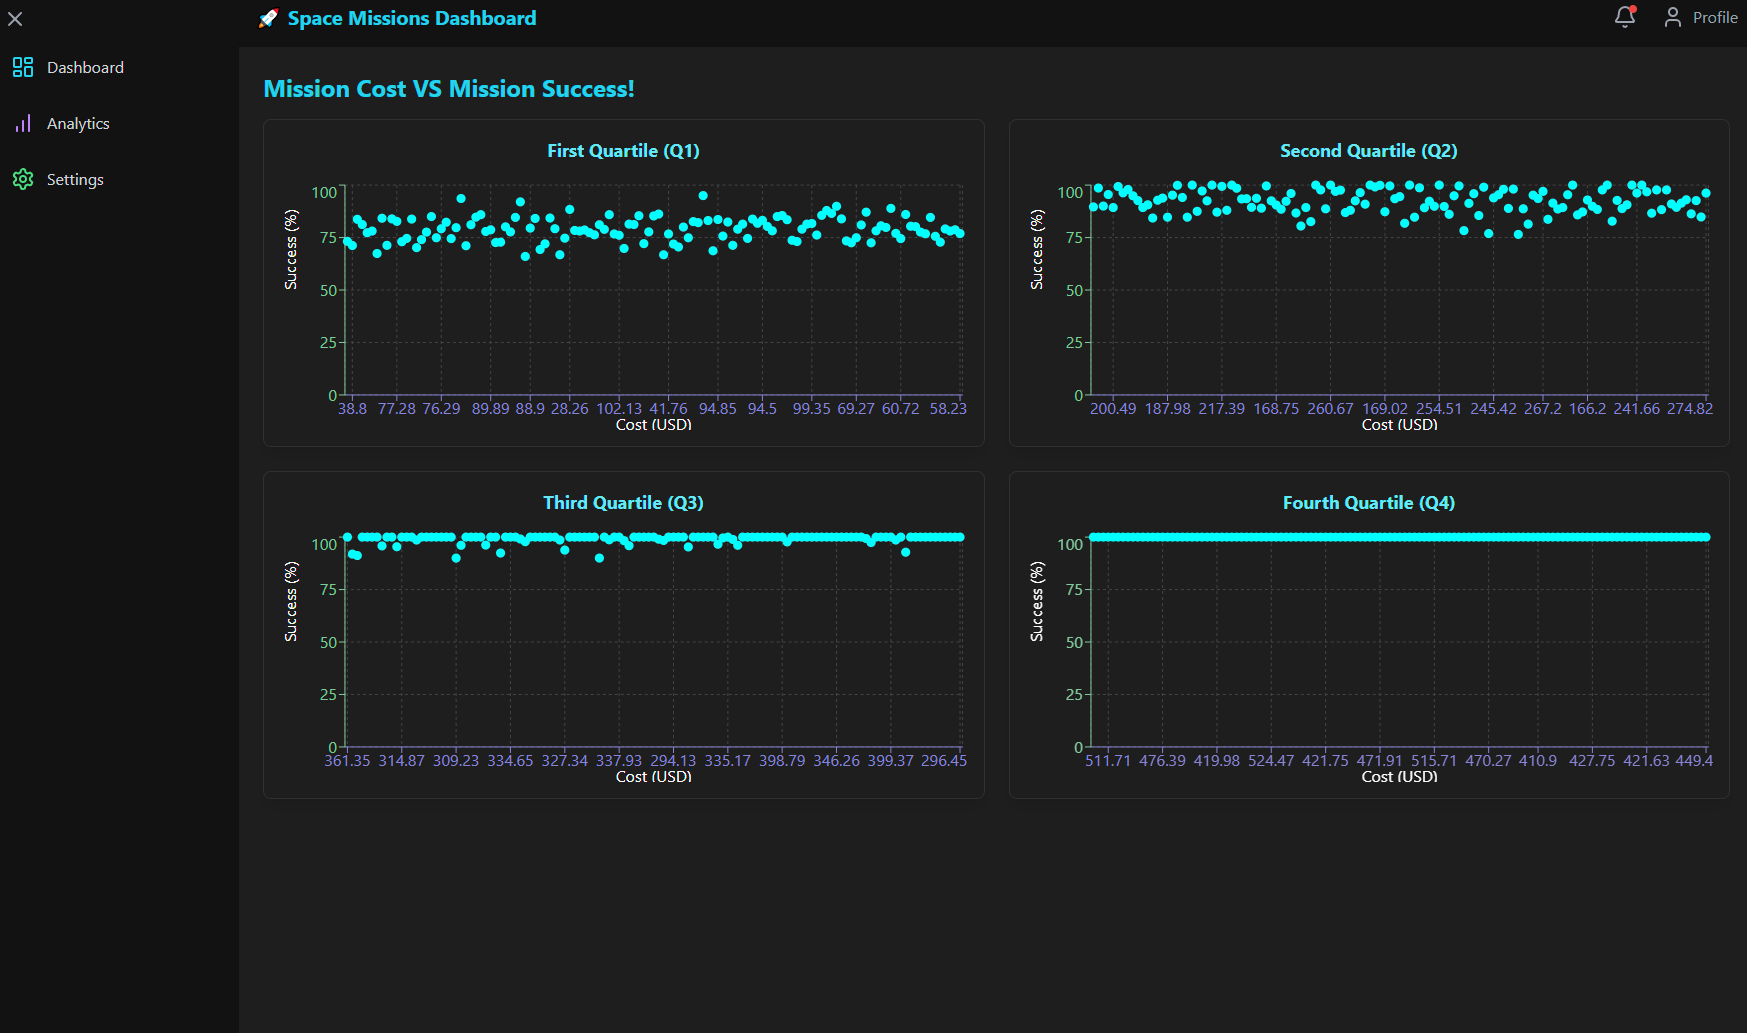 🚀 Space Missions Dashboard
Profile
Dashboard
Analytics
Settings
Mission Cost VS Mission Success!
First Quartile (Q1)
100
75
50
25
0
Success (%)
38.8 77.28 76.29 89.89 88.9 28.26 102.13 41.76 94.85 94.5 99.35 69.27 60.72 58.23
Cost (USD)
Second Quartile (Q2)
100
75
50
25
0
Success (%)
200.49 187.98 217.39 168.75 260.67 169.02 254.51 245.42 267.2 166.2 241.66 274.82
Cost (USD)
Third Quartile (Q3)
100
75
50
25
0
Success (%)
361.35 314.87 309.23 334.65 327.34 337.93 294.13 335.17 398.79 346.26 399.37 296.45
Cost (USD)
Fourth Quartile (Q4)
100
75
50
25
0
Success (%)
511.71 476.39 419.98 524.47 421.75 471.91 515.71 470.27 410.9 427.75 421.63 449.4
Cost (USD)